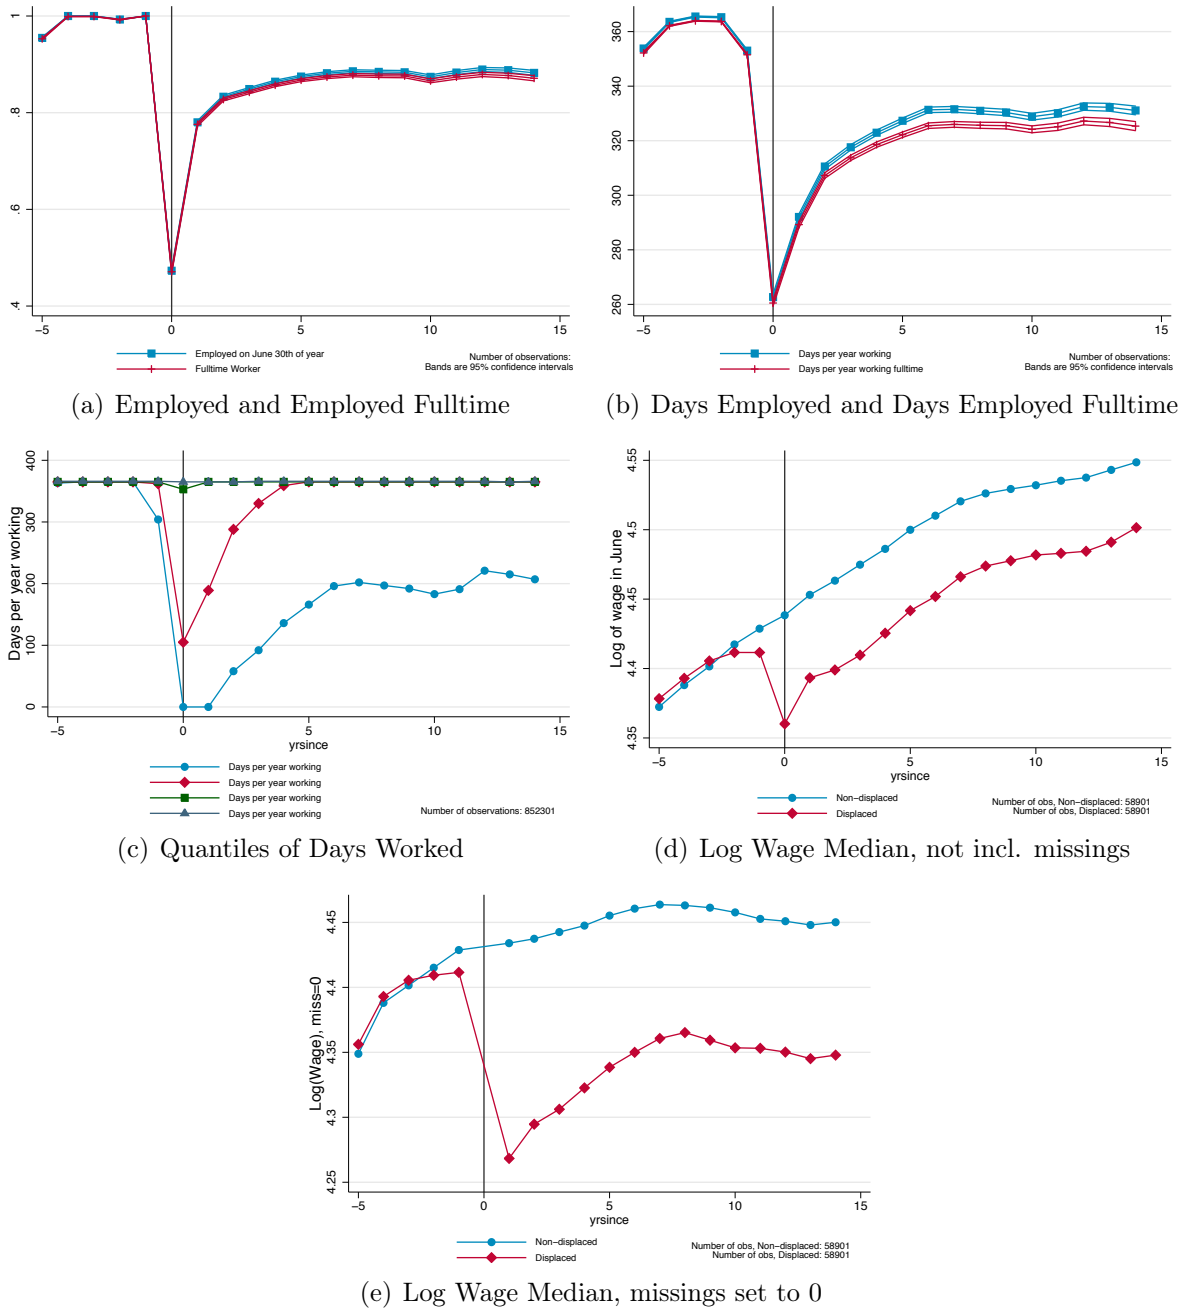 1
.8
.6
.4
−5 0 5 10 15
Employed on June 30th of year
Fulltime Worker
Number of observations:
Bands are 95% confidence intervals
(a) Employed and Employed Fulltime
360
340
320
300
280
260
−5 0 5 10 15
Days per year working
Days per year working fulltime
Number of observations:
Bands are 95% confidence intervals
(b) Days Employed and Days Employed Fulltime
Days per year working
400
300
200
100
0
−5 0 5 10 15
yrsince
Days per year working
Days per year working
Days per year working
Days per year working
Number of observations: 852301
(c) Quantiles of Days Worked
Log of wage in June
4.55
4.5
4.45
4.4
4.35
−5 0 5 10 15
yrsince
Non−displaced
Displaced
Number of obs, Non−Displaced: 58901
Number of obs, Displaced: 58901
(d) Log Wage Median, not incl. missings
Log(Wage), miss=0
4.45
4.4
4.35
4.3
4.25
−5 0 5 10 15
yrsince
Non−displaced
Displaced
Number of obs, Non−Displaced: 58901
Number of obs, Displaced: 58901
(e) Log Wage Median, missings set to 0